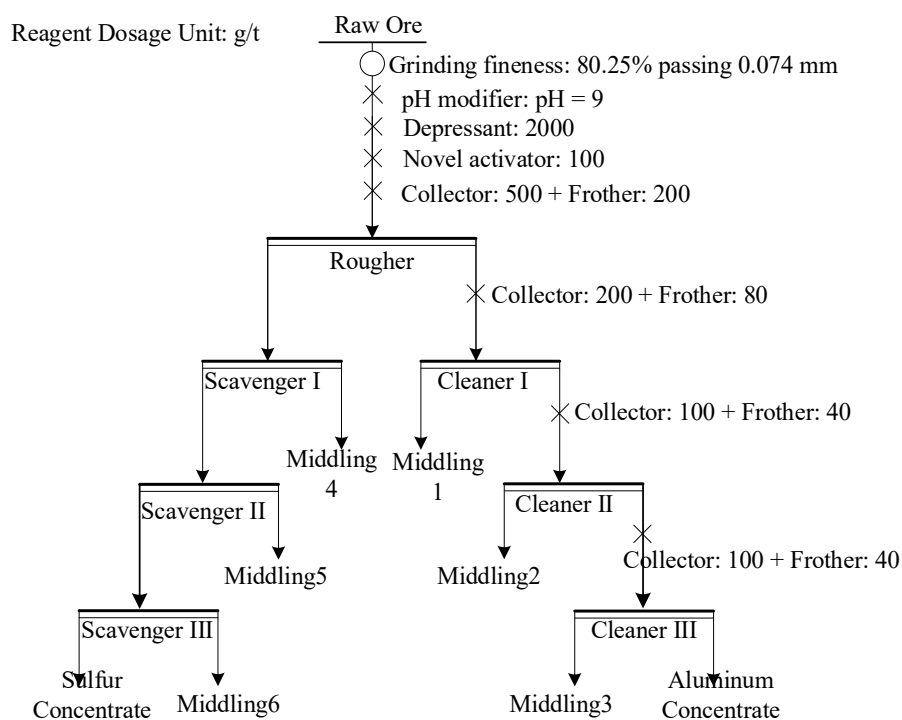 Reagent Dosage Unit: g/t
Raw Ore
Grinding fineness: 80.25% passing 0.074 mm
pH modifier: pH = 9
Depressant: 2000
Novel activator: 100
Collector: 500 + Frother: 200
Rougher
Collector: 200 + Frother: 80
Scavenger I
Cleaner I
Collector: 100 + Frother: 40
Middling
4
Middling
1
Scavenger II
Cleaner II
Collector: 100 + Frother: 40
Middling5
Middling2
Scavenger III
Cleaner III
Sulfur
Concentrate
Middling6
Middling3
Aluminum
Concentrate